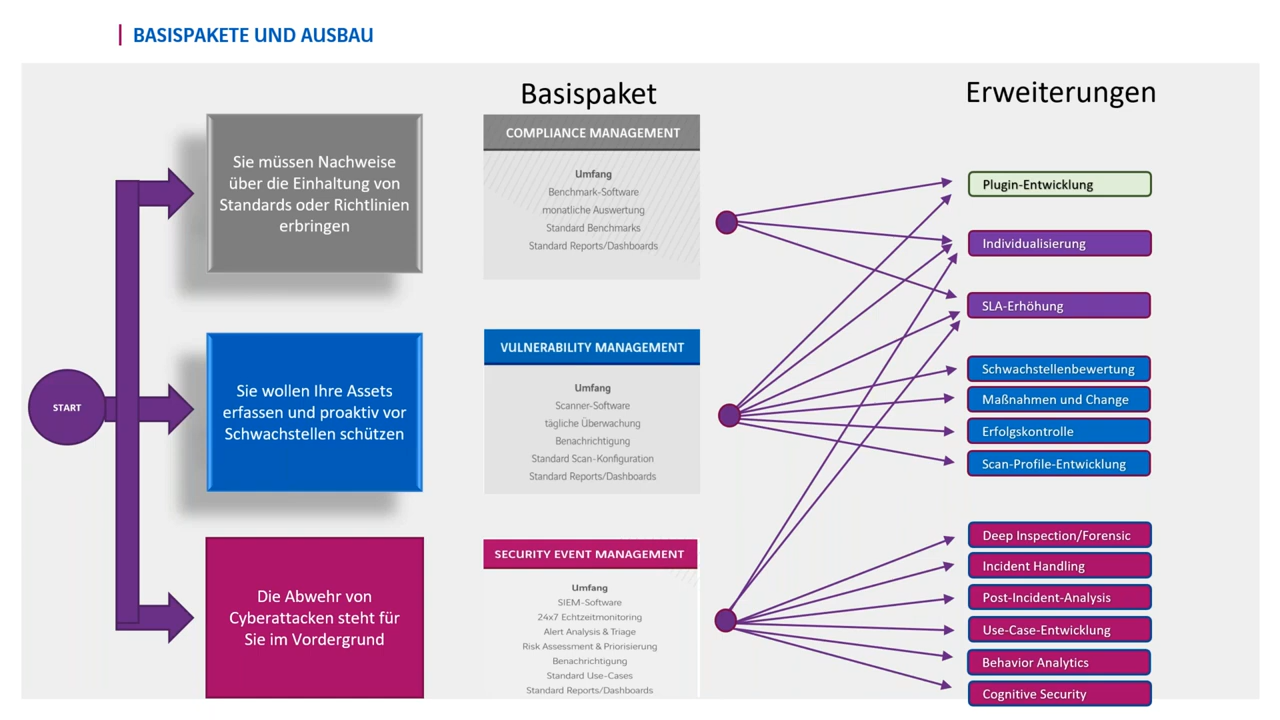 BASISPAKETE UND AUSBAU
Basispaket
Erweiterungen
START
Sie müssen Nachweise
über die Einhaltung von
Standards oder Richtlinien
erbringen
COMPLIANCE MANAGEMENT
Umfang
Benchmark-Software
monatliche Auswertung
Standard Benchmarks
Standard Reports/Dashboards
Sie wollen Ihre Assets
erfassen und proaktiv vor
Schwachstellen schützen
VULNERABILITY MANAGEMENT
Umfang
Scanner-Software
tägliche Überwachung
Benachrichtigung
Standard Scan-Konfiguration
Standard Reports/Dashboards
Die Abwehr von
Cyberattacken steht für
Sie im Vordergrund
SECURITY EVENT MANAGEMENT
Umfang
SIEM-Software
24x7 Echtzeitmonitoring
Alert Analysis & Triage
Risk Assessment & Priorisierung
Benachrichtigung
Standard Use-Cases
Standard Reports/Dashboards
Plugin-Entwicklung
Individualisierung
SLA-Erhöhung
Schwachstellenbewertung
Maßnahmen und Change
Erfolgskontrolle
Scan-Profile-Entwicklung
Deep Inspection/Forensic
Incident Handling
Post-Incident-Analysis
Use-Case-Entwicklung
Behavior Analytics
Cognitive Security